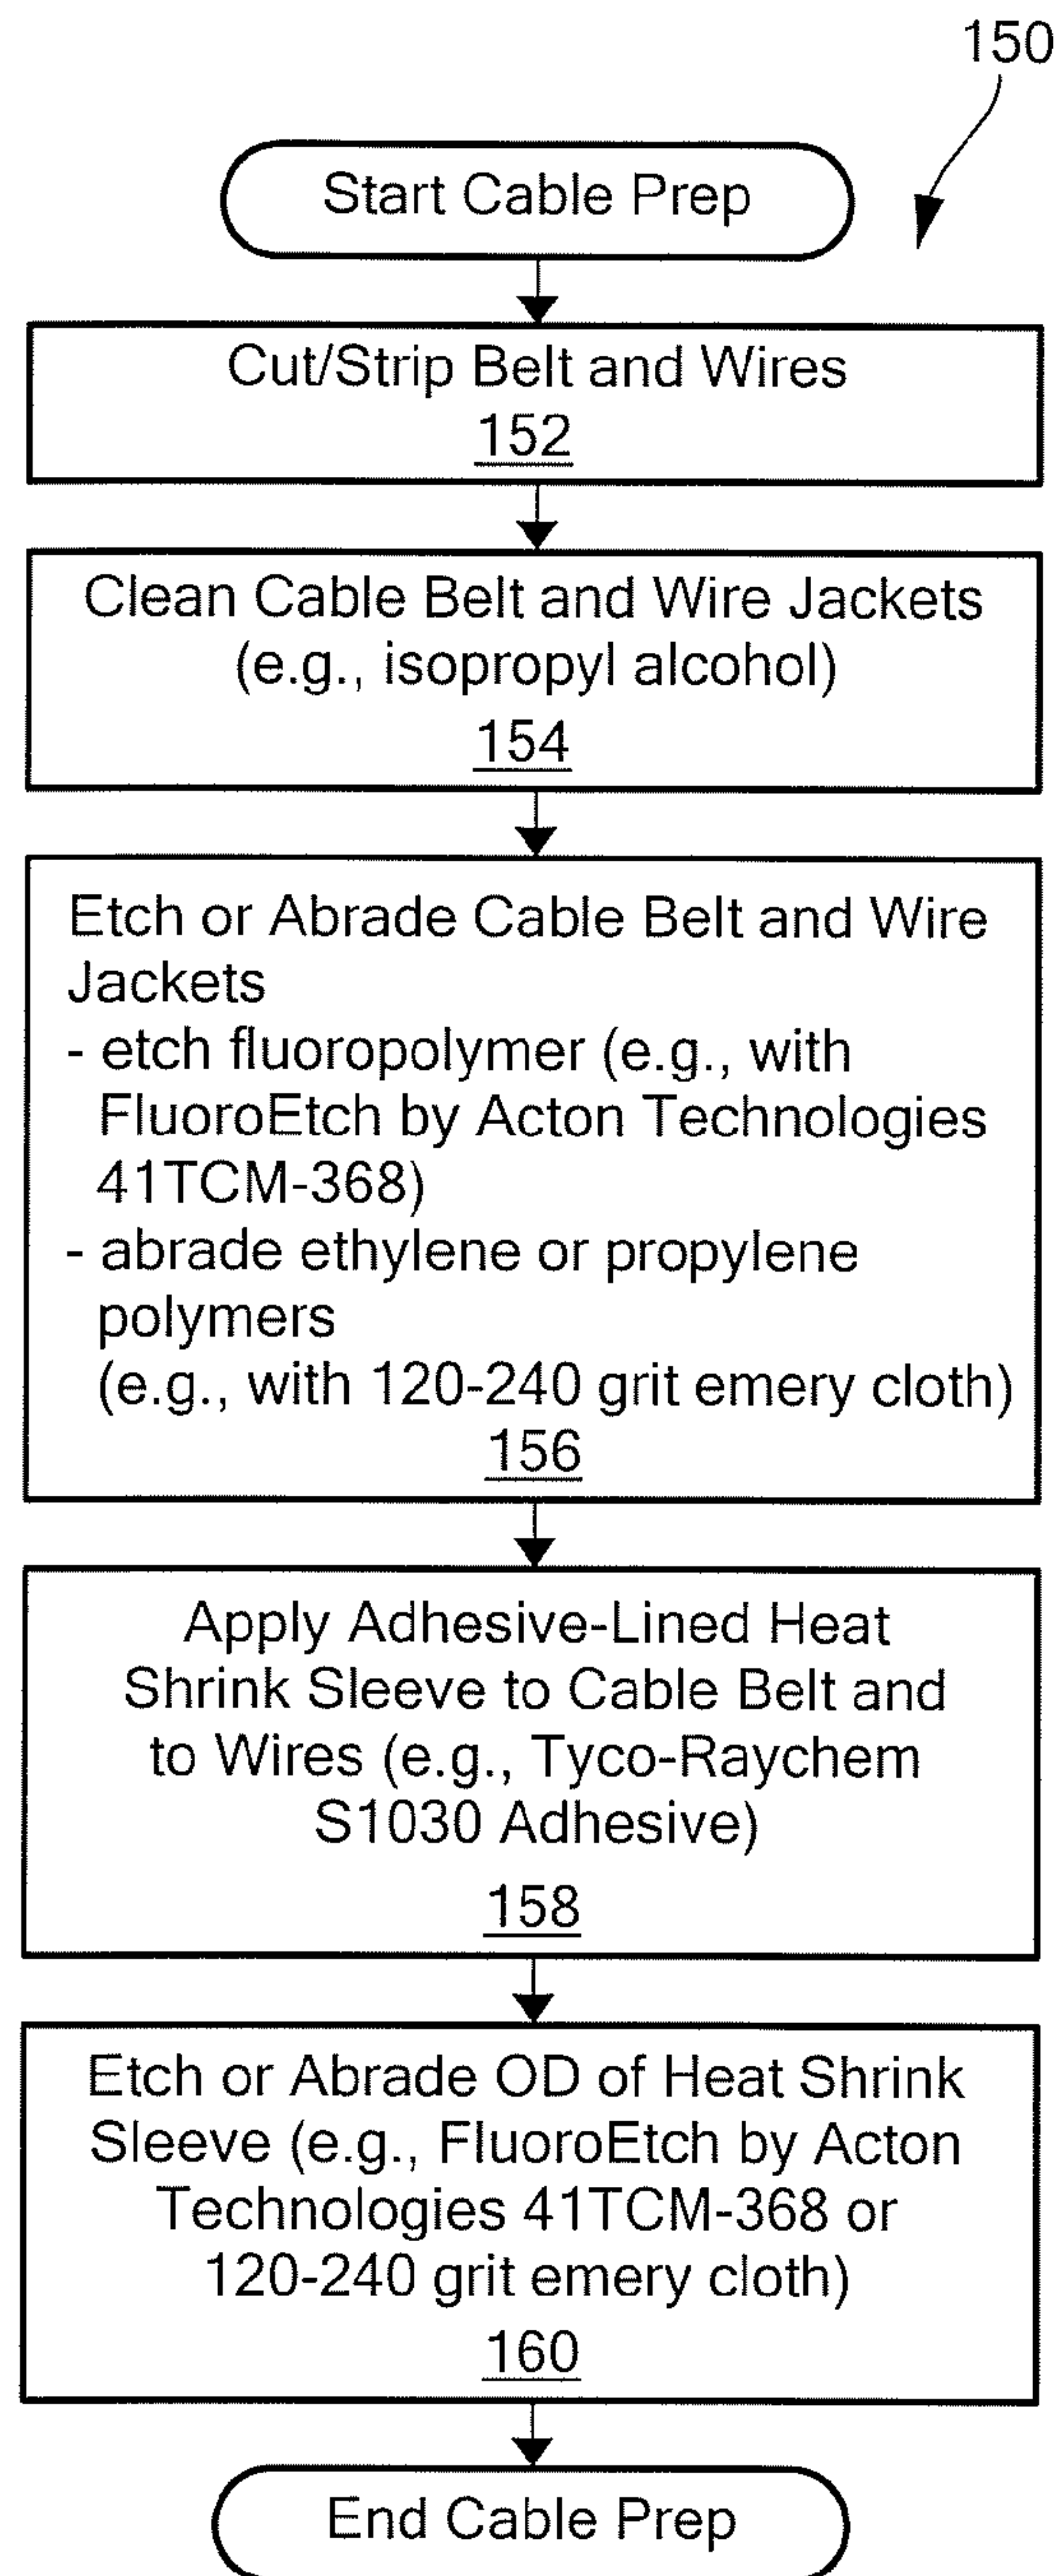 150
Start Cable Prep
Cut/Strip Belt and Wires
152
Clean Cable Belt and Wire Jackets
(e.g., isopropyl alcohol)
154
Etch or Abrade Cable Belt and Wire
Jackets
- etch fluoropolymer (e.g., with
FluoroEtch by Acton Technologies
41TCM-368)
- abrade ethylene or propylene
polymers
(e.g., with 120-240 grit emery cloth)
156
Apply Adhesive-Lined Heat
Shrink Sleeve to Cable Belt and
to Wires (e.g., Tyco-Raychem
S1030 Adhesive)
158
Etch or Abrade OD of Heat Shrink
Sleeve (e.g., FluoroEtch by Acton
Technologies 41TCM-368 or
120-240 grit emery cloth)
160
End Cable Prep